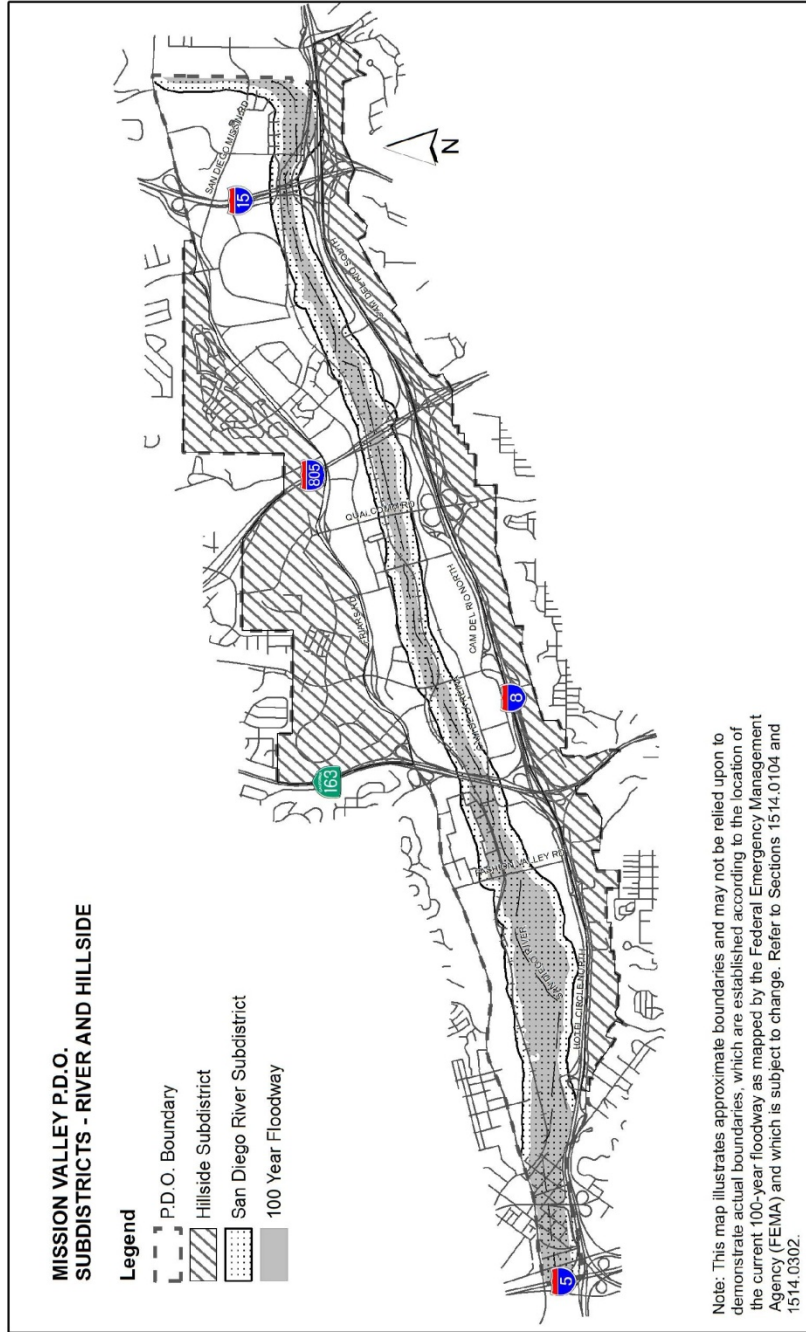 MISSION VALLEY P.D.O.
SUBDISTRICTS - RIVER AND HILLSIDE
Legend
P.D.O. Boundary
Hillside Subdistrict
San Diego River Subdistrict
100 Year Floodway
163
805
15
8
5
N
SAN DIEGO MISSION RD
RD
FRIARS RD
QUALCOMM RD
CAM DEL RIO SOUTH
CAM DEL RIO NORTH
FASHION VALLEY RD
SAN DIEGO RIVER
HOTEL CIRCLE NORTH
Note: This map illustrates approximate boundaries and may not be relied upon to
demonstrate actual boundaries, which are established according to the location of
the current 100-year floodway as mapped by the Federal Emergency Management
Agency (FEMA) and which is subject to change. Refer to Sections 1514.0104 and
1514.0302.